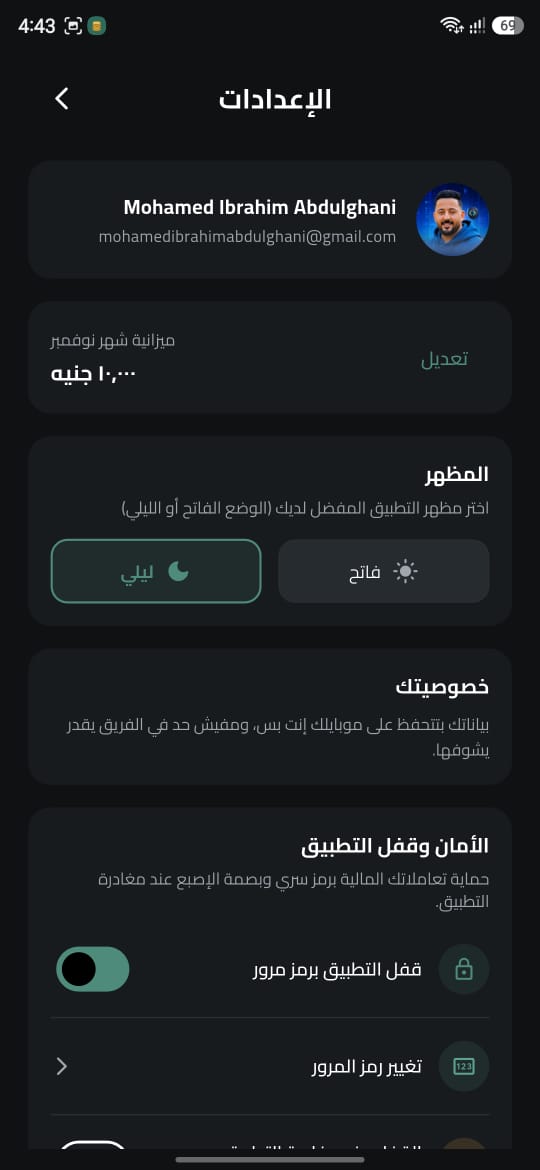 4:43
69
الإعدادات
Mohamed Ibrahim Abdulghani
mohamedibrahimabdulghani@gmail.com
ميزانية شهر نوفمبر
١٠,٠٠٠ جنيه
تعديل
المظهر
اختر مظهر التطبيق المفضل لديك (الوضع الفاتح أو الليلي)
فاتح
ليلي
خصوصيتك
بياناتك بتتحفظ على موبايلك إنت بس، ومفيش حد في الفريق يقدر
يشوفها.
الأمان وقفل التطبيق
حماية تعاملاتك المالية برمز سري وبصمة الإصبع عند مغادرة
التطبيق.
قفل التطبيق برمز مرور
123
تغيير رمز المرور